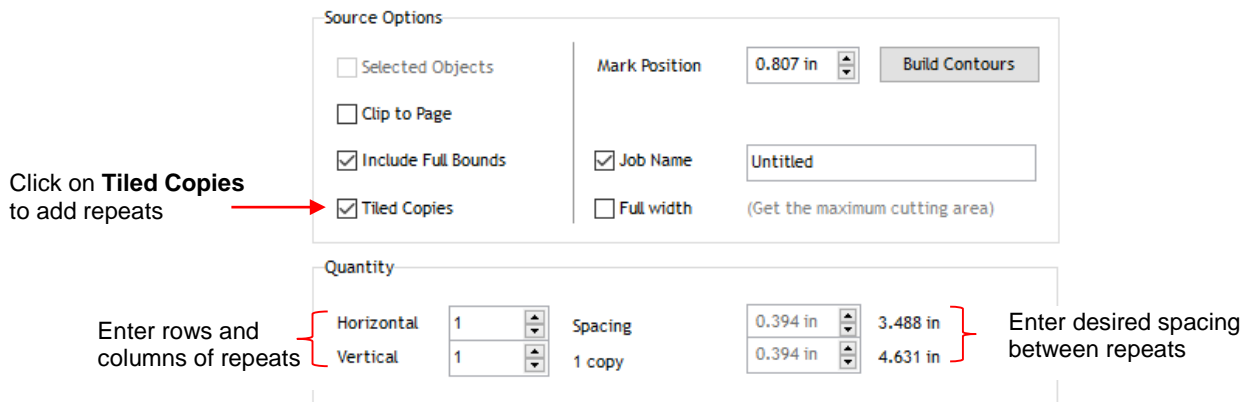 Source Options
Selected Objects
Mark Position
0.807 in
Build Contours
Clip to Page
Include Full Bounds
Job Name
Untitled
Click on Tiled Copies
to add repeats
Tiled Copies
Full width
(Get the maximum cutting area)
Quantity
Enter rows and
columns of repeats
Horizontal
1
Spacing
0.394 in
3.488 in
Vertical
1
1 copy
0.394 in
4.631 in
Enter desired spacing
between repeats